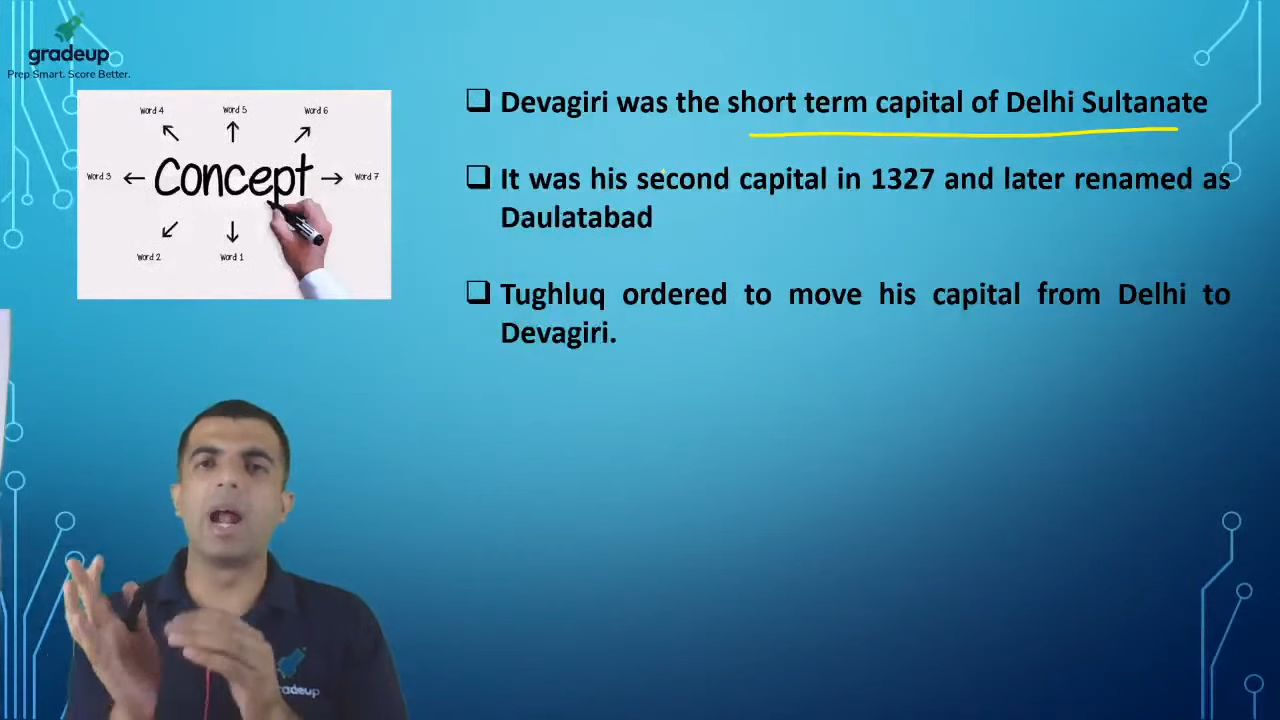 gradeup
Prep Smart. Score Better.
Word 4
Word 5
Word 6
Word 3
Concept
Word 7
Word 2
Word 1
Devagiri was the short term capital of Delhi Sultanate
It was his second capital in 1327 and later renamed as
Daulatabad
Tughluq ordered to move his capital from Delhi to
Devagiri.
gradeup